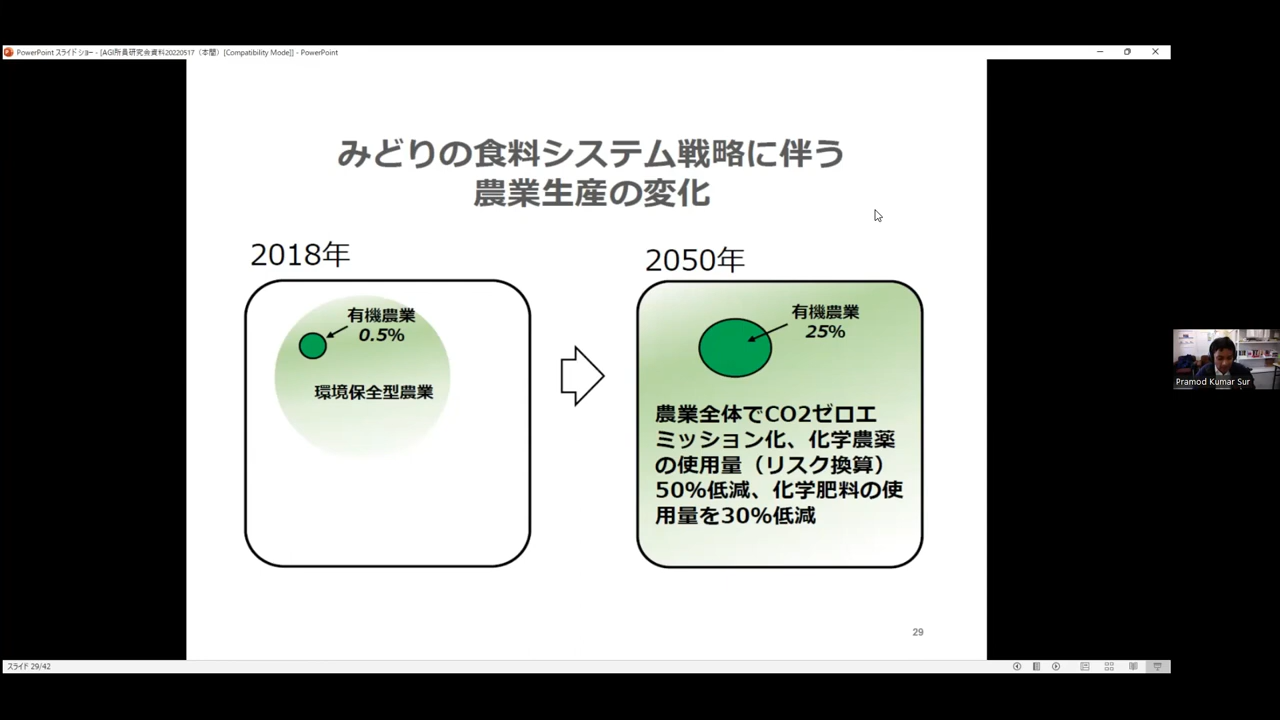 PowerPoint スライド ショー - [AGI所員研究会資料20220517（本間）[Compatibility Mode]] - PowerPoint
みどりの食料システム戦略に伴う
農業生産の変化
2018年
有機農業
0.5%
環境保全型農業
2050年
有機農業
25%
農業全体でCO2ゼロエ
ミッション化、化学農薬
の使用量（リスク換算）
50%低減、化学肥料の使
用量を30%低減
29
Pramod Kumar Sur
スライド 29/42